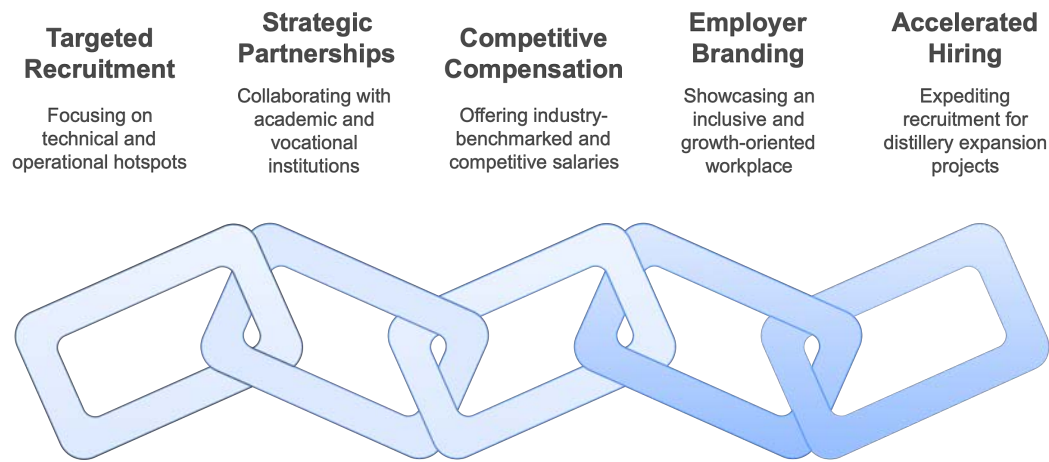 Targeted
Recruitment
Focusing on
technical and
operational hotspots
Strategic
Partnerships
Collaborating with
academic and
vocational
institutions
Competitive
Compensation
Offering industry-
benchmarked and
competitive salaries
Employer
Branding
Showcasing an
inclusive and
growth-oriented
workplace
Accelerated
Hiring
Expediting
recruitment for
distillery expansion
projects